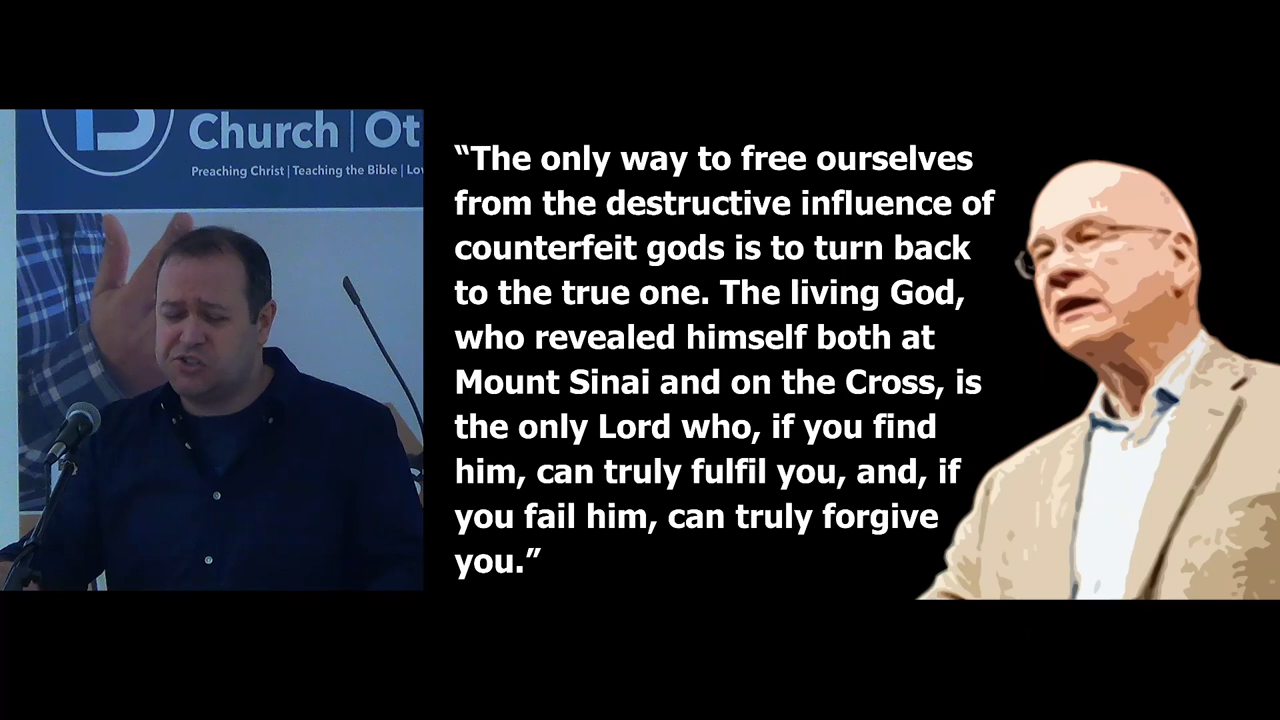 Church | Ot
Preaching Christ | Teaching the Bible | Lov
“The only way to free ourselves
from the destructive influence of
counterfeit gods is to turn back
to the true one. The living God,
who revealed himself both at
Mount Sinai and on the Cross, is
the only Lord who, if you find
him, can truly fulfil you, and, if
you fail him, can truly forgive
you.”